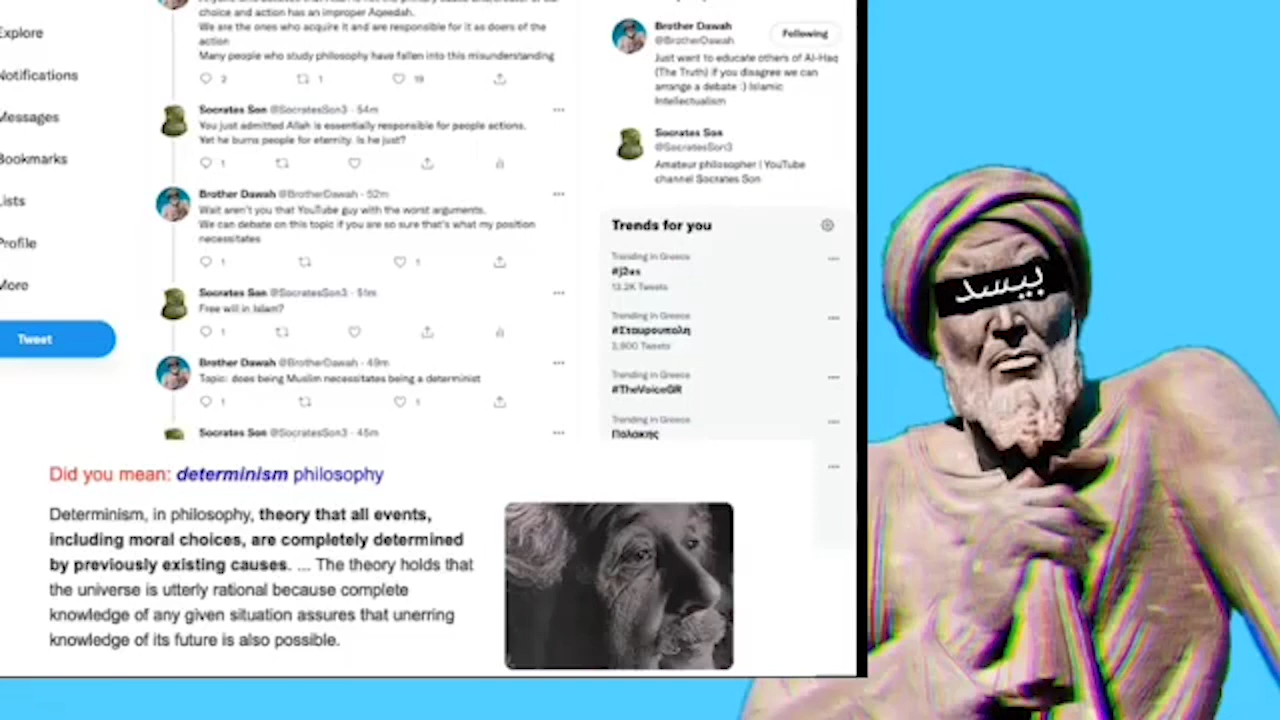 Explore
Notifications
Messages
Bookmarks
Lists
Profile
More
Tweet
choice and action has an improper Aqeedah.
We are the ones who acquire it and are responsible for it as doers of the
action
Many people who study philosophy have fallen into this misunderstanding
2 1 19
Socrates Son @SocratesSon3 · 54m
You just admitted Allah is essentially responsible for people actions.
Yet he burns people for eternity. Is he just?
1
Brother Dawah @BrotherDawah · 52m
Wait aren't you that YouTube guy with the worst arguments.
We can debate on this topic if you are so sure that's what my position
necessitates
1 1
Socrates Son @SocratesSon3 · 51m
Free will in Islam?
1
Brother Dawah @BrotherDawah · 49m
Topic: does being Muslim necessitates being a determinist
1 1
Socrates Son @SocratesSon3 · 45m
Brother Dawah
@BrotherDawah
Following
Just want to educate others of Al-Haq
(The Truth) if you disagree we can
arrange a debate :) Islamic
Intellectualism
Socrates Son
@SocratesSon3
Amateur philosopher | YouTube
channel Socrates Son
Trends for you
Trending in Greece
#j2us
13.2K Tweets
Trending in Greece
#Σταυρουπολη
3,900 Tweets
Trending in Greece
#TheVoiceGR
Trending in Greece
Πολακης
Did you mean: determinism philosophy
Determinism, in philosophy, theory that all events,
including moral choices, are completely determined
by previously existing causes. ... The theory holds that
the universe is utterly rational because complete
knowledge of any given situation assures that unerring
knowledge of its future is also possible.
بيسد